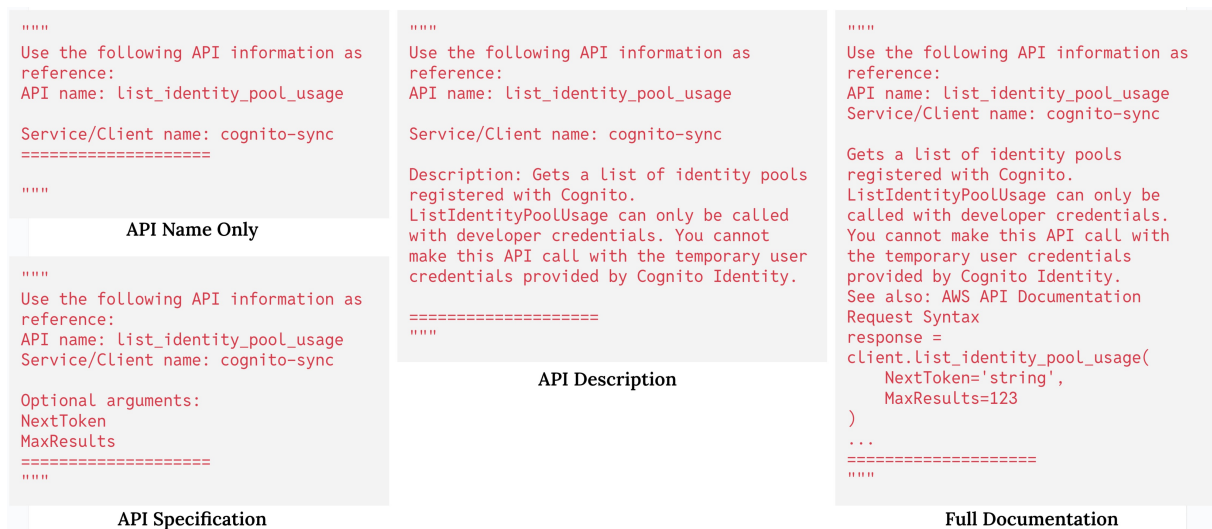 """
Use the following API information as
reference:
API name: list_identity_pool_usage
Service/Client name: cognito-sync
====================
"""
API Name Only
"""
Use the following API information as
reference:
API name: list_identity_pool_usage
Service/Client name: cognito-sync
Optional arguments:
NextToken
MaxResults
====================
"""
API Specification
"""
Use the following API information as
reference:
API name: list_identity_pool_usage
Service/Client name: cognito-sync
Description: Gets a list of identity pools
registered with Cognito.
ListIdentityPoolUsage can only be called
with developer credentials. You cannot
make this API call with the temporary user
credentials provided by Cognito Identity.
====================
"""
API Description
"""
Use the following API information as
reference:
API name: list_identity_pool_usage
Service/Client name: cognito-sync
Gets a list of identity pools
registered with Cognito.
ListIdentityPoolUsage can only be
called with developer credentials.
You cannot make this API call with
the temporary user credentials
provided by Cognito Identity.
See also: AWS API Documentation
Request Syntax
response =
client.list_identity_pool_usage(
    NextToken='string',
    MaxResults=123
)
...
====================
"""
Full Documentation